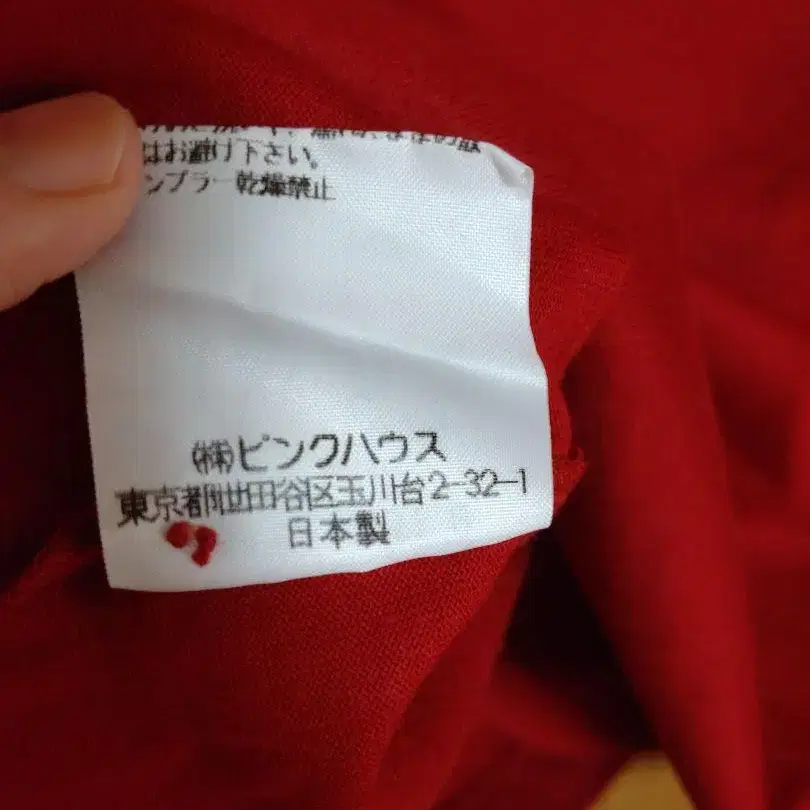 はお避け下さい。
ンブラー乾燥禁止
(株)ピンクハウス
東京都世田谷区玉川台2-32-1
日本製